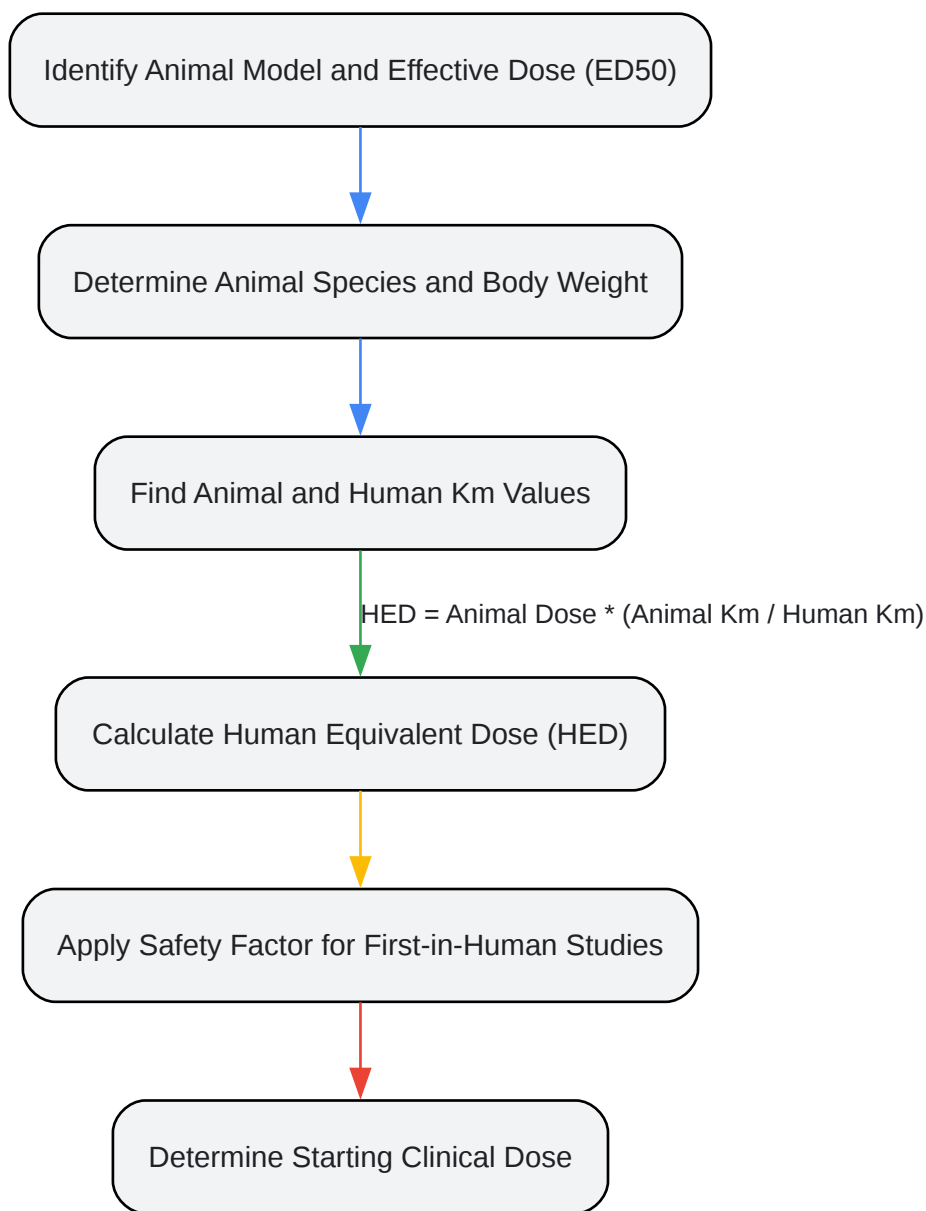 Identify Animal Model and Effective Dose (ED50)
Determine Animal Species and Body Weight
Find Animal and Human Km Values
HED = Animal Dose * (Animal Km / Human Km)
Calculate Human Equivalent Dose (HED)
Apply Safety Factor for First-in-Human Studies
Determine Starting Clinical Dose